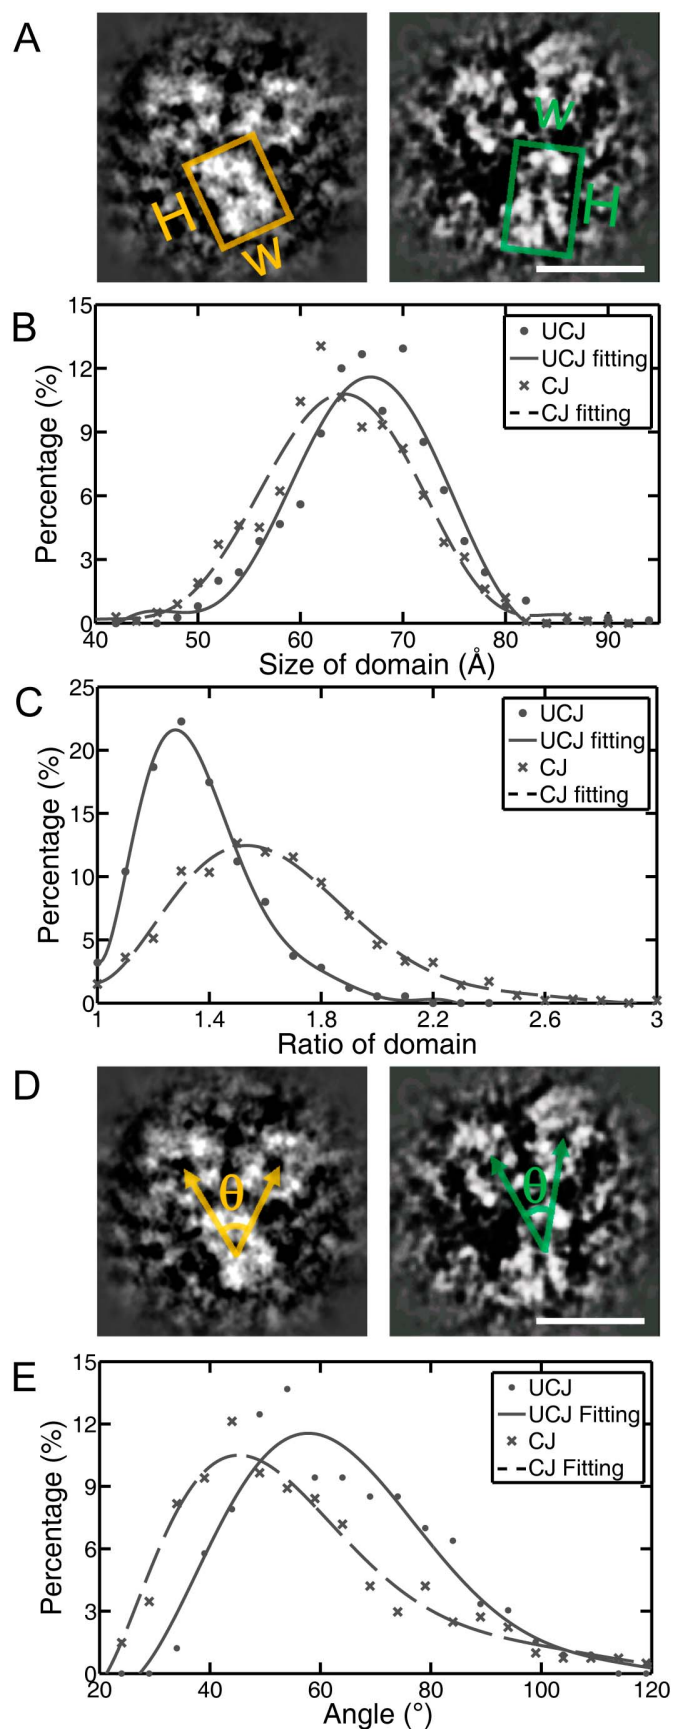 A
H
W
W
H
B
15
12
9
6
3
0
Percentage (%)
UCJ
UCJ fitting
CJ
CJ fitting
40 50 60 70 80 90
Size of domain (Å)
C
25
20
15
10
5
0
Percentage (%)
UCJ
UCJ fitting
CJ
CJ fitting
1 1.4 1.8 2.2 2.6 3
Ratio of domain
D
θ
θ
E
15
12
9
6
3
0
Percentage (%)
UCJ
UCJ Fitting
CJ
CJ Fitting
20 40 60 80 100 120
Angle (°)